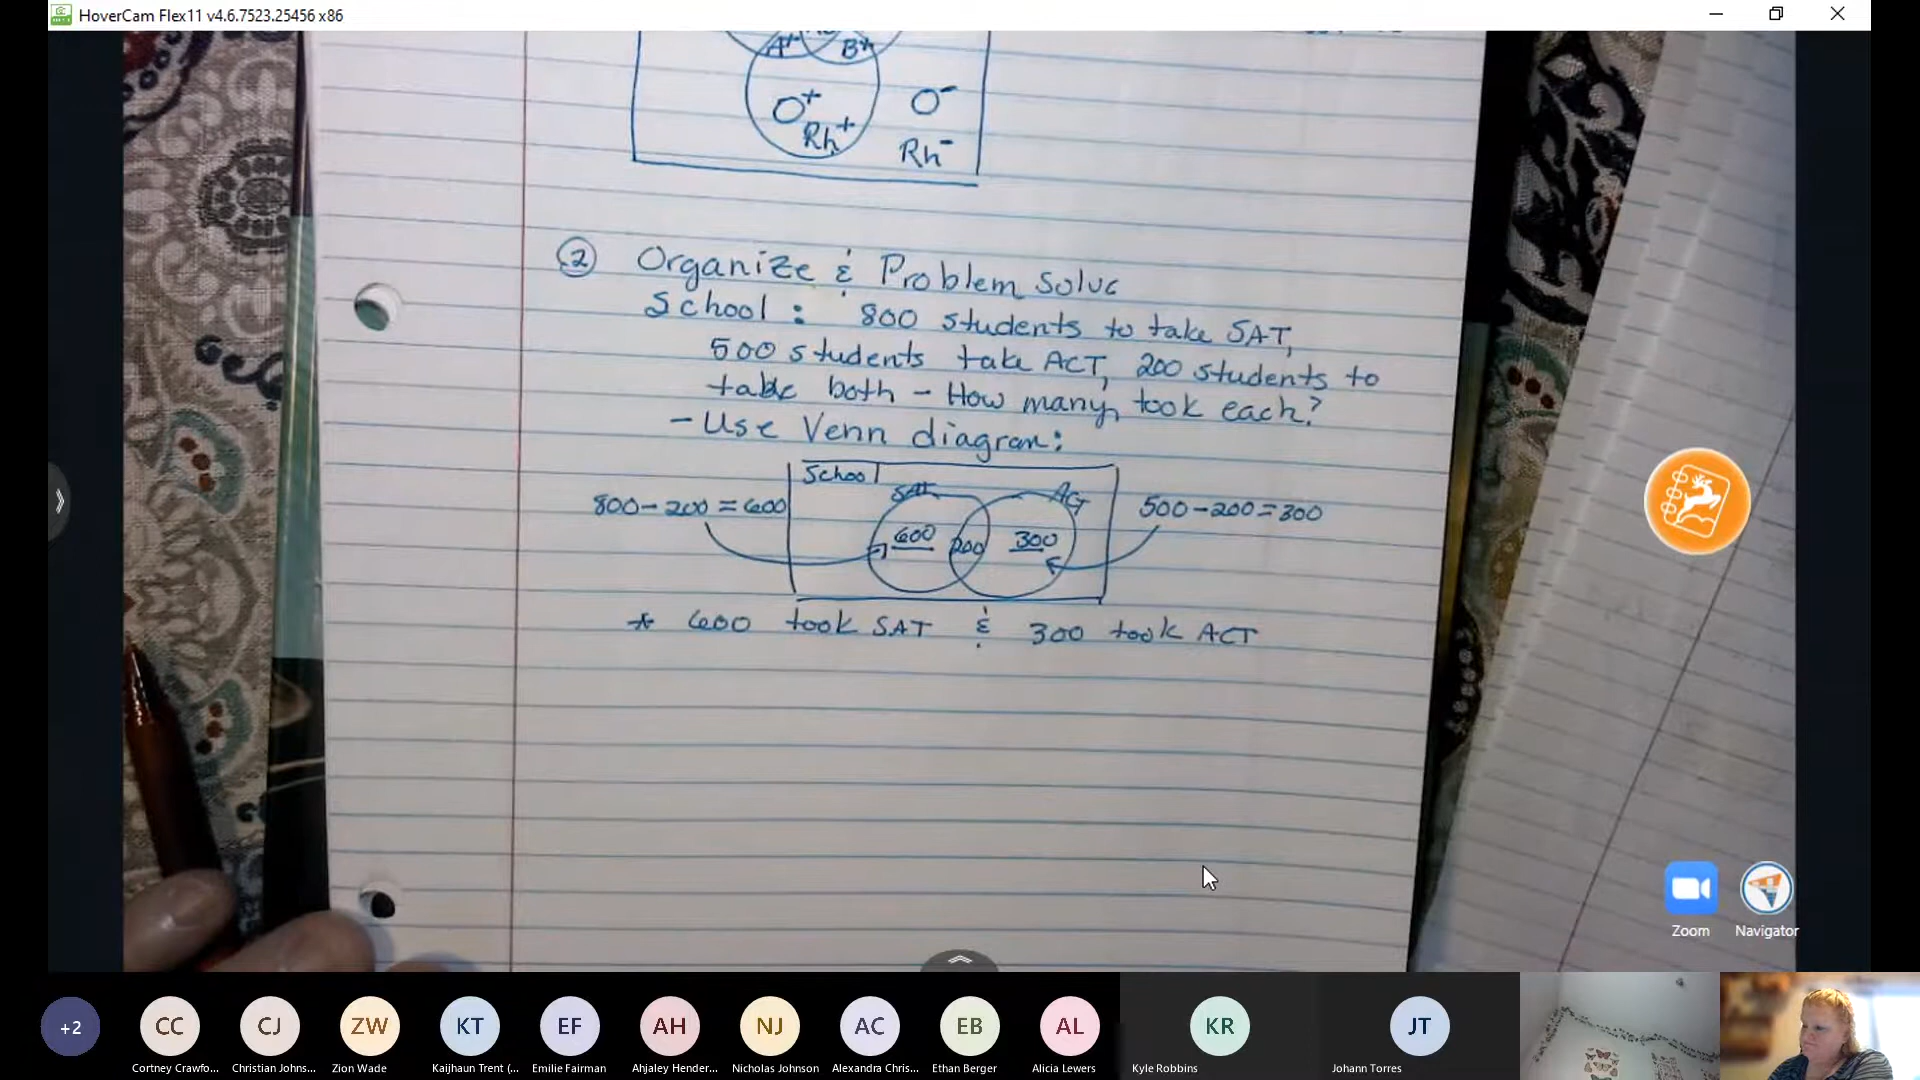 HoverCam Flex11 v4.6.7523.25456 x86
A+ B+
O+ O-
Rh+ Rh-
② Organize & Problem Solve
School: 800 students to take SAT,
500 students take ACT, 200 students to
take both - How many took each?
- Use Venn diagram:
School
SAT ACT
800-200=600 500-200=300
600 200 300
* 600 took SAT & 300 took ACT
Zoom Navigator
+2 CC CJ ZW KT EF AH NJ AC EB AL KR JT
Cortney Crawfo... Christian Johns... Zion Wade Kaijhaun Trent (... Emilie Fairman Ahjaley Hender... Nicholas Johnson Alexandra Chris... Ethan Berger Alicia Lewers Kyle Robbins Johann Torres